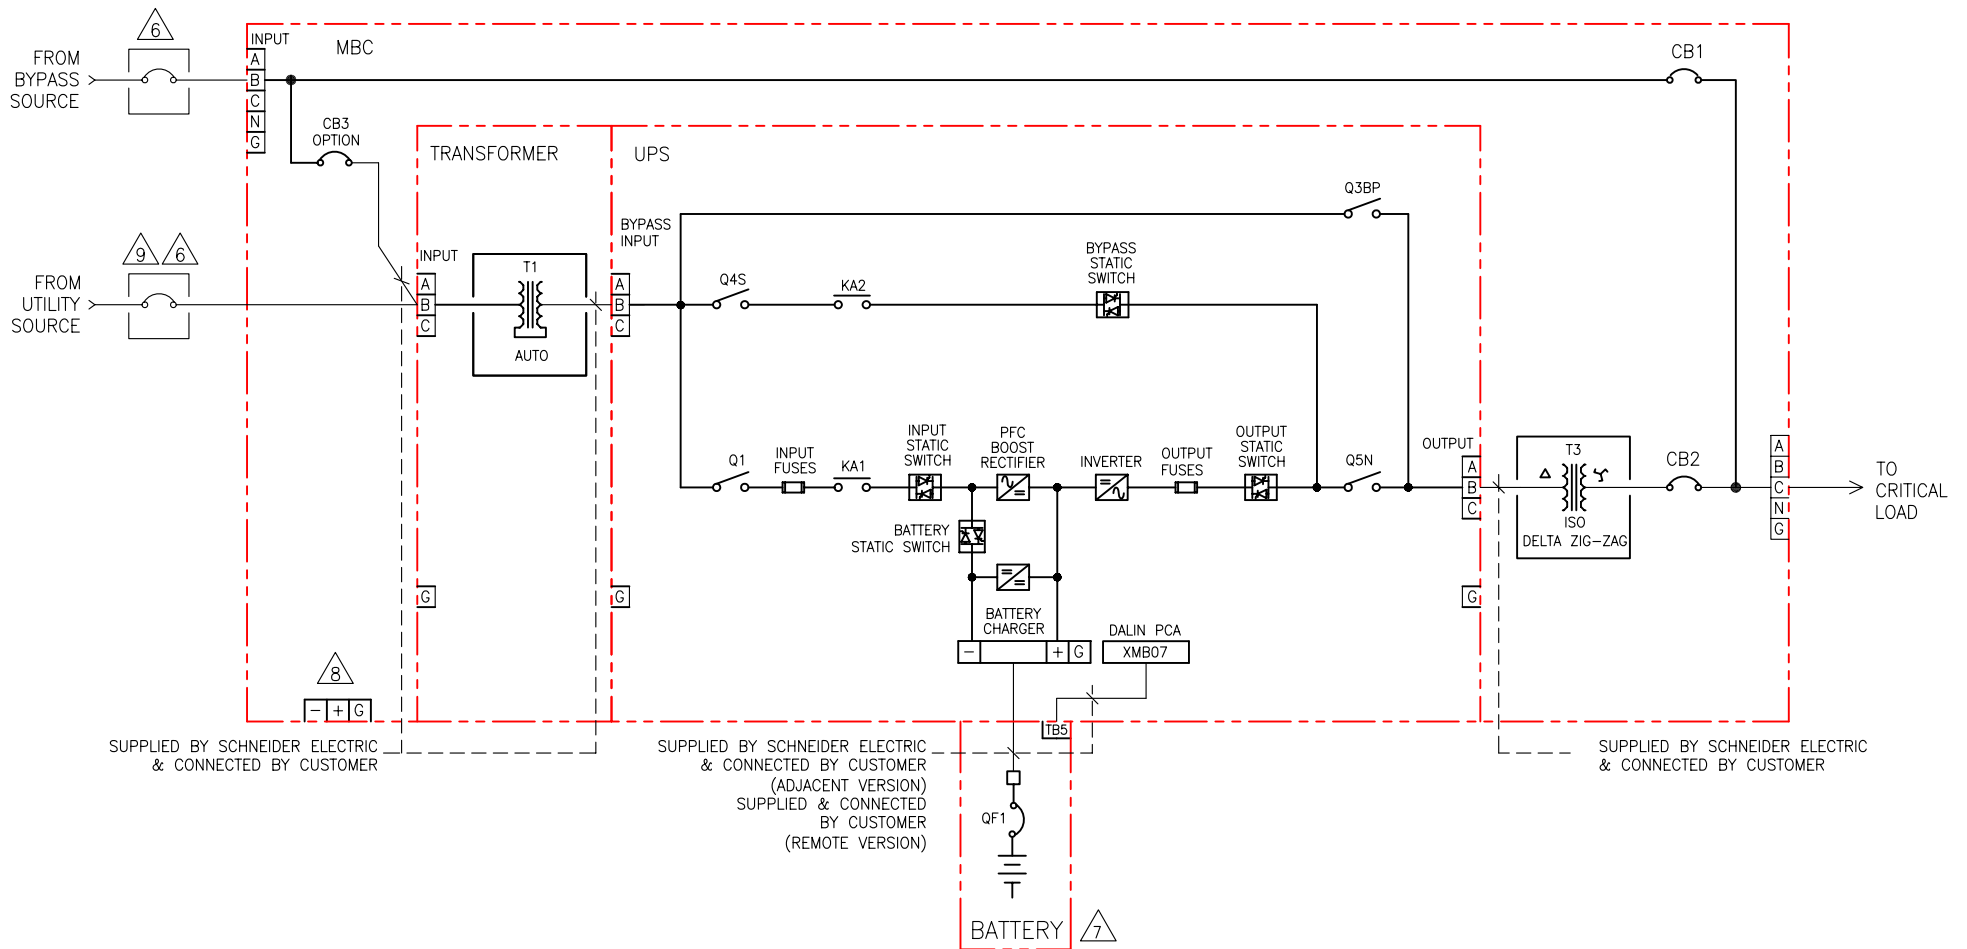 6
INPUT
MBC
CB1
FROM
BYPASS
SOURCE
A
B
C
N
G
CB3
OPTION
TRANSFORMER
UPS
Q3BP
BYPASS
INPUT
9
6
INPUT
FROM
UTILITY
SOURCE
A
B
C
T1
AUTO
A
B
C
Q4S
KA2
BYPASS
STATIC
SWITCH
Q1
INPUT
FUSES
KA1
INPUT
STATIC
SWITCH
PFC
BOOST
RECTIFIER
INVERTER
OUTPUT
FUSES
OUTPUT
STATIC
SWITCH
Q5N
OUTPUT
A
B
C
T3
ISO
DELTA ZIG-ZAG
CB2
A
B
C
N
G
TO
CRITICAL
LOAD
BATTERY
STATIC SWITCH
G
G
G
BATTERY
CHARGER
- + G
DALIN PCA
XMB07
8
- + G
TB5
SUPPLIED BY SCHNEIDER ELECTRIC
& CONNECTED BY CUSTOMER
SUPPLIED BY SCHNEIDER ELECTRIC
& CONNECTED BY CUSTOMER
(ADJACENT VERSION)
SUPPLIED & CONNECTED
BY CUSTOMER
(REMOTE VERSION)
SUPPLIED BY SCHNEIDER ELECTRIC
& CONNECTED BY CUSTOMER
QF1
BATTERY
7